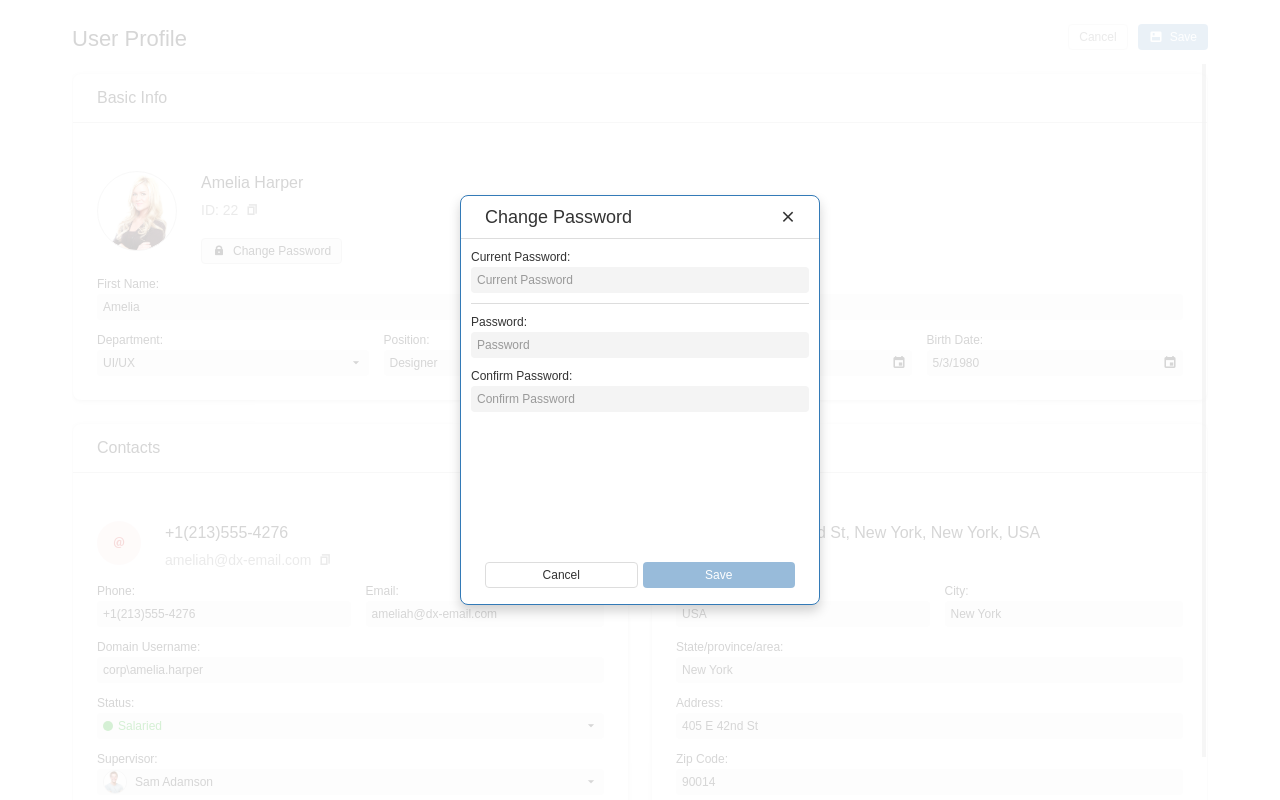 User Profile
Cancel
Save
Basic Info
Amelia Harper
ID: 22
Change Password
First Name:
Amelia
Department:
Position:
Birth Date:
UI/UX
Designer
5/3/1980
Change Password
Current Password:
Current Password
Password:
Password
Confirm Password:
Confirm Password
Cancel
Save
Contacts
@
+1(213)555-4276
ameliah@dx-email.com
d St, New York, New York, USA
Phone:
Email:
City:
+1(213)555-4276
ameliah@dx-email.com
USA
New York
Domain Username:
State/province/area:
corp\amelia.harper
New York
Status:
Address:
Salaried
405 E 42nd St
Supervisor:
Zip Code:
Sam Adamson
90014